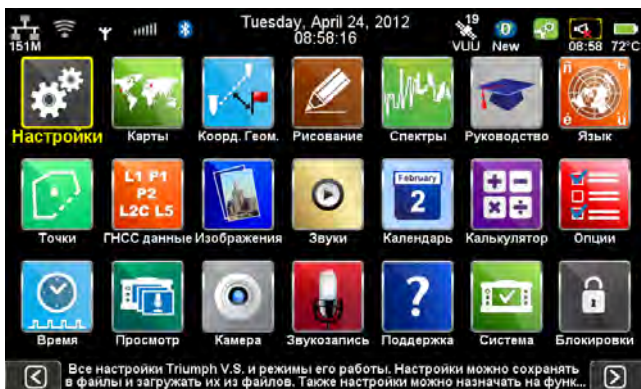 Tuesday, April 24, 2012
08:58:16
151M
19
VUU
New
08:58
72°C
Настройки
Карты
Коорд. Геом.
Рисование
Спектры
Руководство
Язык
ñ
ъ
é
u
Точки
L1 P1
P2
L2C L5
ГНСС данные
Изображения
Звуки
February
2
Календарь
Калькулятор
Опции
Время
Просмотр
Камера
Звукозапись
?
Поддержка
Система
Блокировки
Все настройки Triumph V.S. и режимы его работы. Настройки можно сохранять
в файлы и загружать их из файлов. Также настройки можно назначать на функ...